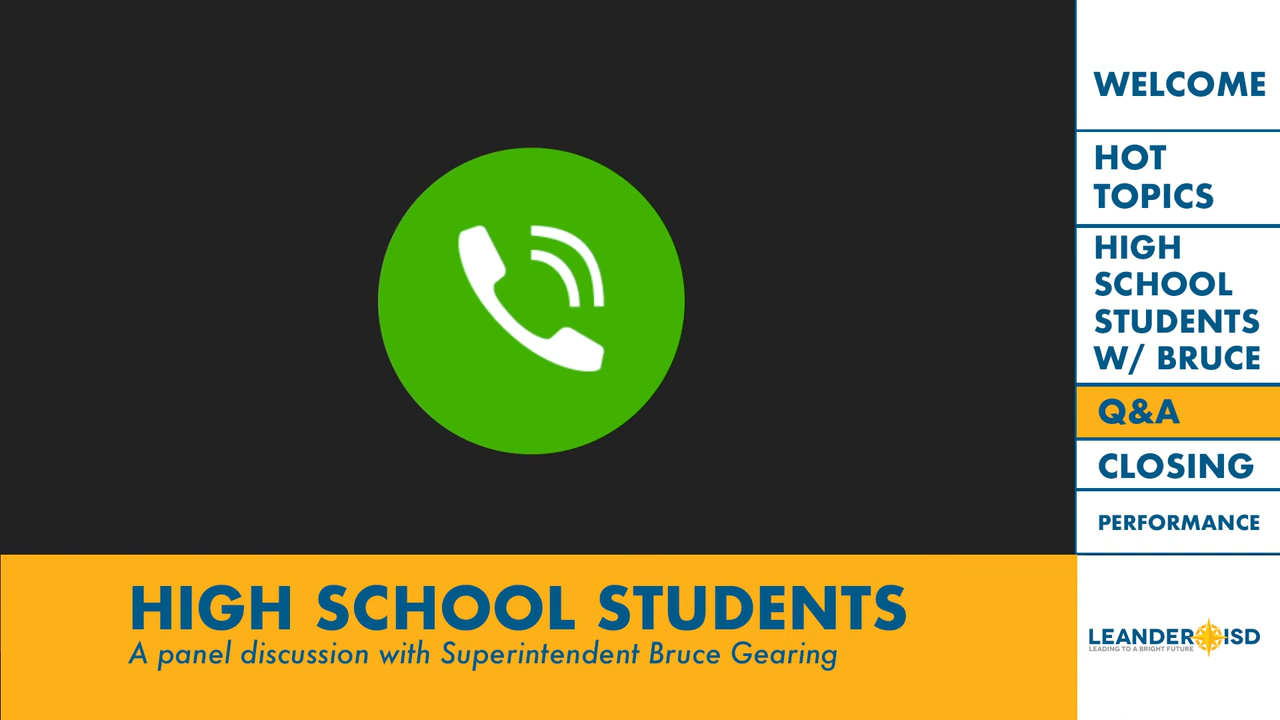 WELCOME
HOT
TOPICS
HIGH
SCHOOL
STUDENTS
W/ BRUCE
Q&A
CLOSING
PERFORMANCE
HIGH SCHOOL STUDENTS
A panel discussion with Superintendent Bruce Gearing
LEANDER ISD
LEADING TO A BRIGHT FUTURE